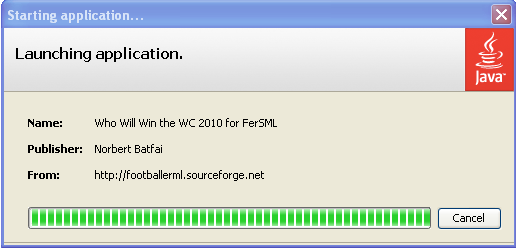 Starting application...
Launching application.
Java
Name: Who Will Win the WC 2010 for FerSML
Publisher: Norbert Batfai
From: http://footballerml.sourceforge.net
Cancel